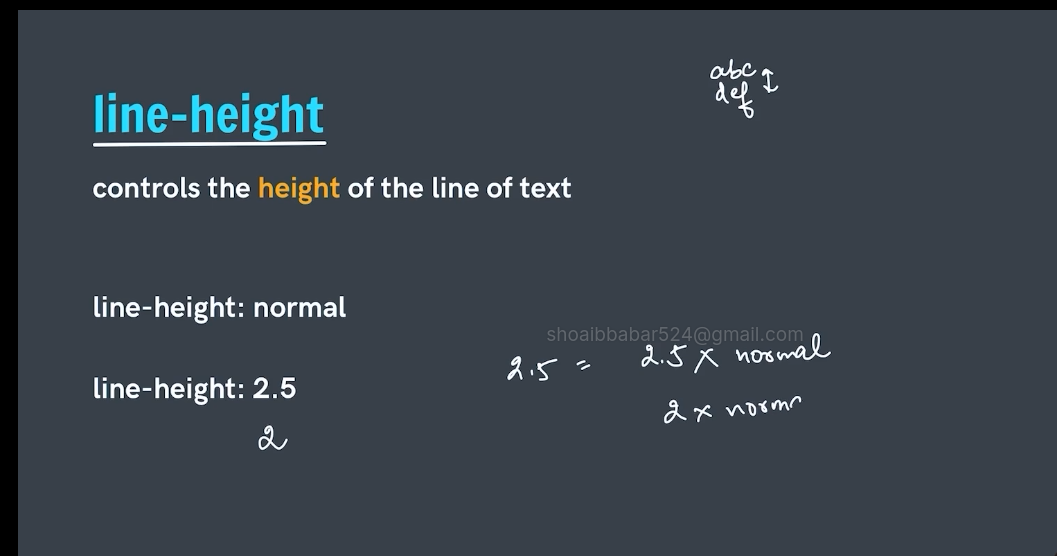 abc
def
line-height
controls the height of the line of text
line-height: normal
shoaibbabar524@gmail.com
2.5 = 2.5 x normal
line-height: 2.5
2 x norm
2